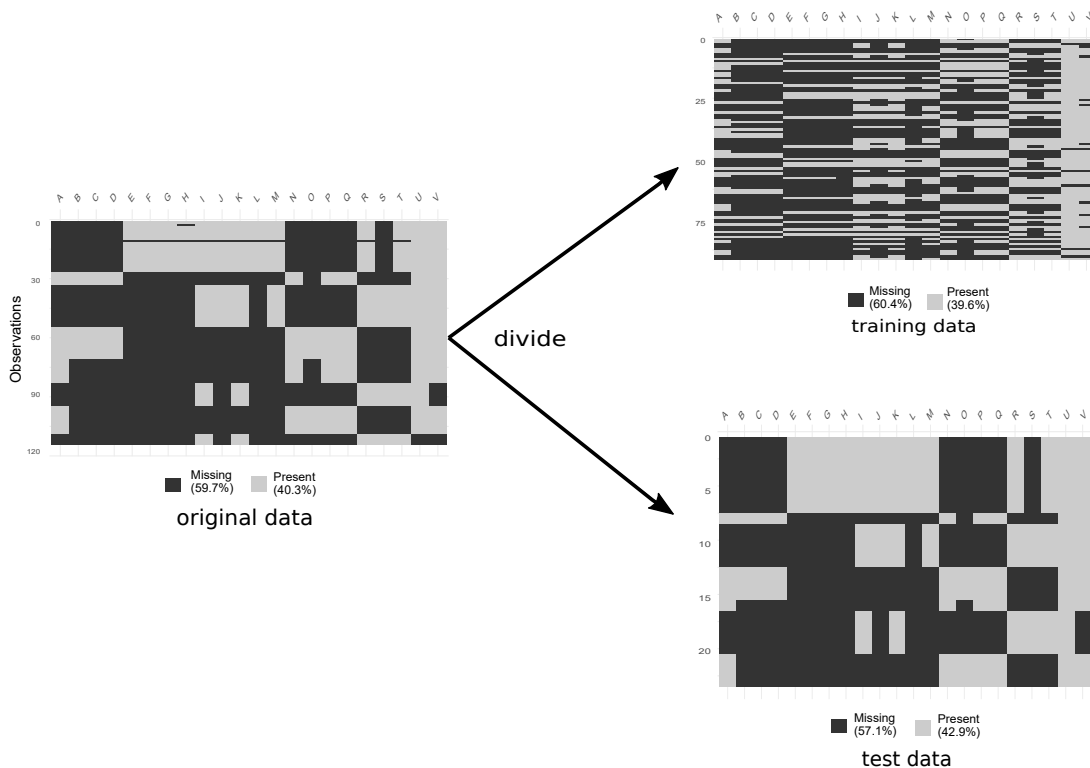 A B C D E F G H I J K L M N O P Q R S T U V
0
25
50
75
Missing (60.4%)
Present (39.6%)
training data
A B C D E F G H I J K L M N O P Q R S T U V
Observations
0
30
60
90
120
Missing (59.7%)
Present (40.3%)
original data
divide
A B C D E F G H I J K L M N O P Q R S T U V
0
5
10
15
20
Missing (57.1%)
Present (42.9%)
test data